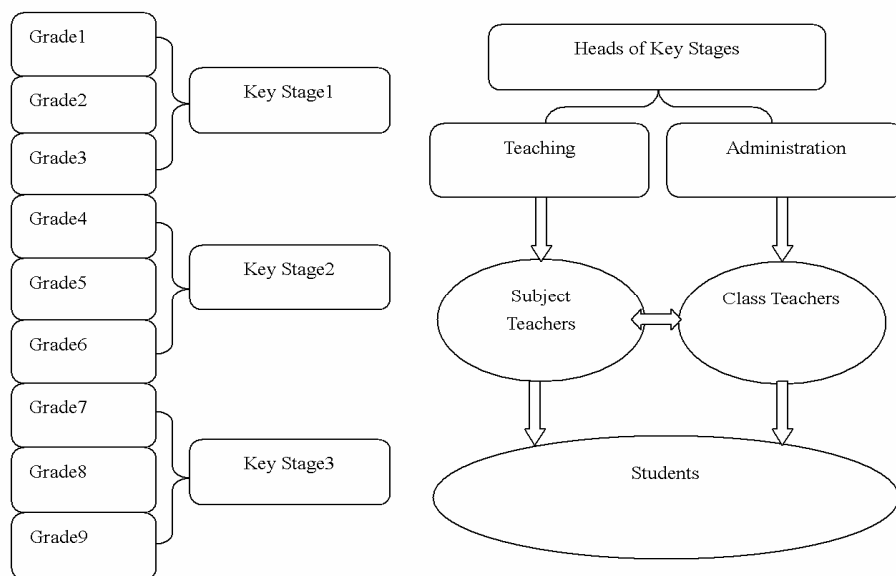 Grade1
Grade2
Grade3
Key Stage1
Grade4
Grade5
Grade6
Key Stage2
Grade7
Grade8
Grade9
Key Stage3
Heads of Key Stages
Teaching
Administration
Subject
Teachers
Class Teachers
Students